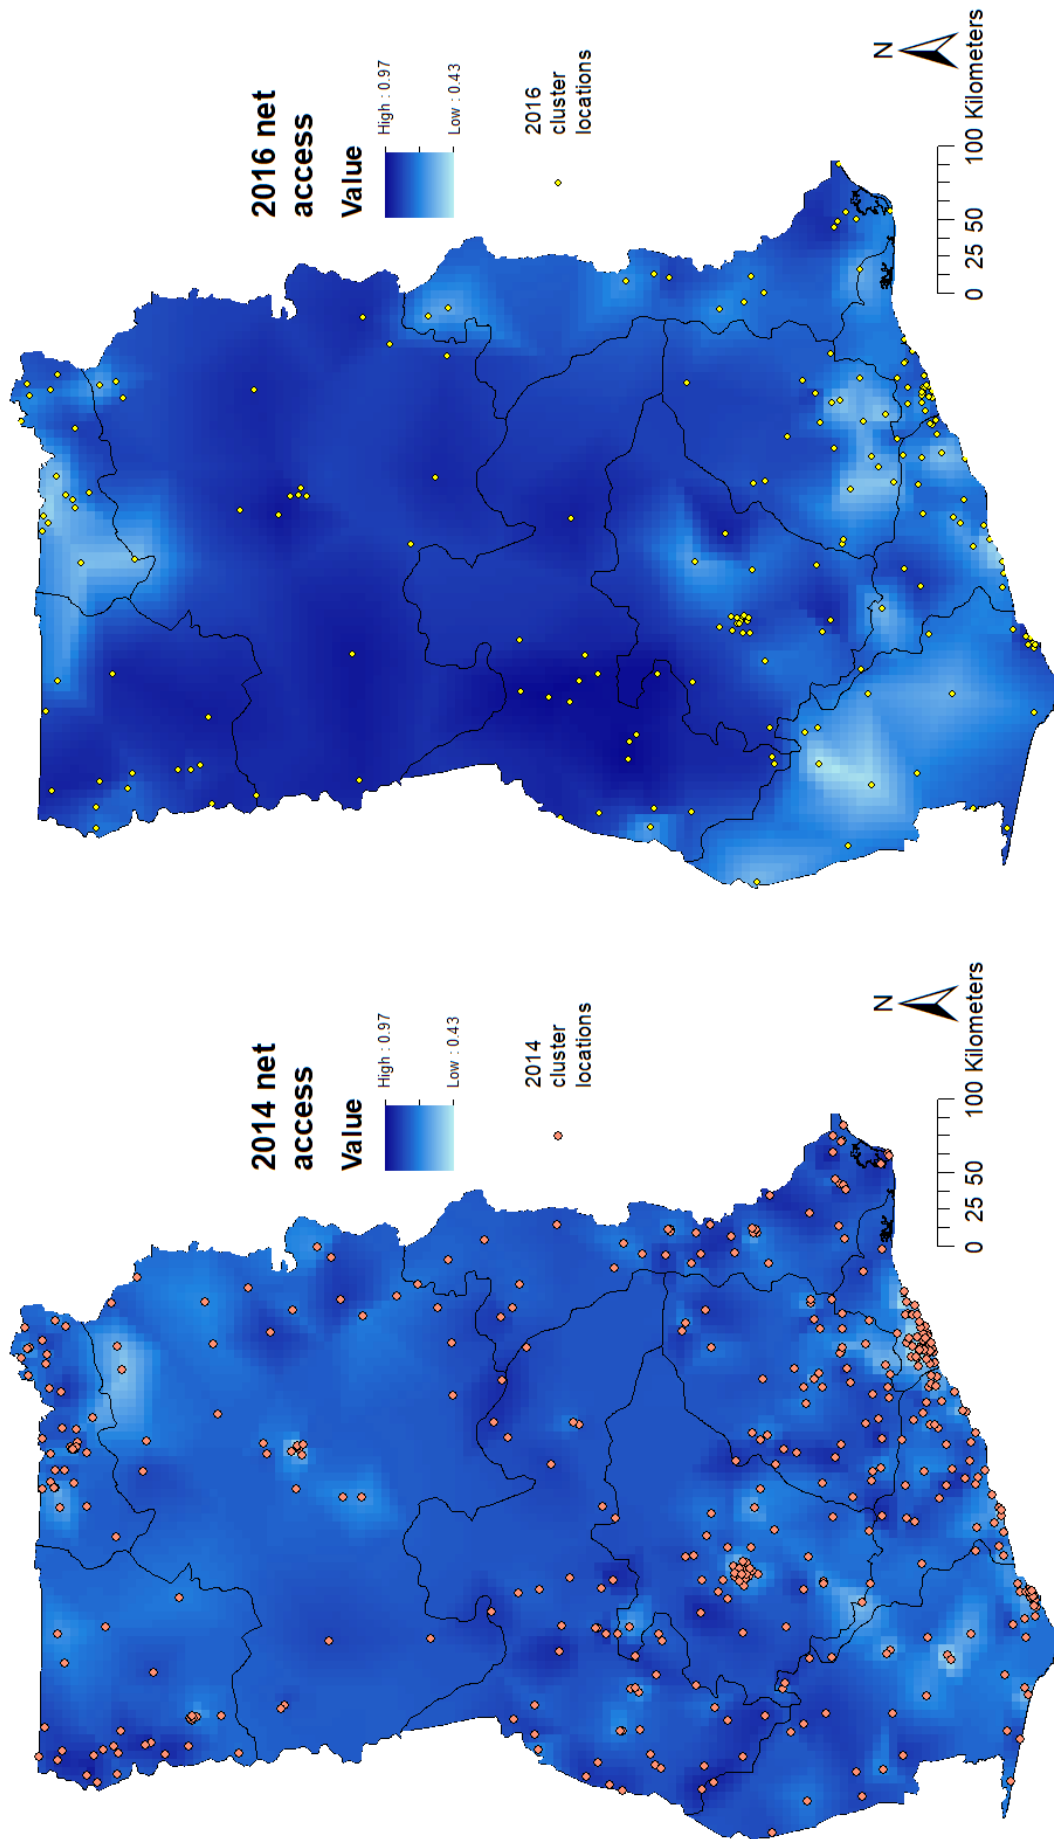 2014 net
access
Value
High : 0.97
Low : 0.43
2014
cluster
locations
N
0 25 50 100 Kilometers
2016 net
access
Value
High : 0.97
Low : 0.43
2016
cluster
locations
N
0 25 50 100 Kilometers